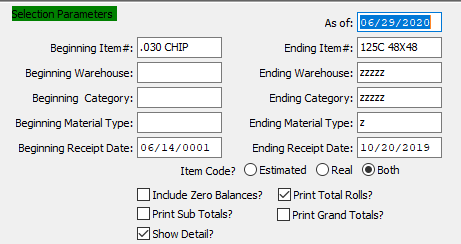 Selection Parameters
As of: 06/29/2020
Beginning Item#: .030 CHIP Ending Item#: 125C 48X48
Beginning Warehouse: Ending Warehouse: zzzzz
Beginning Category: Ending Category: zzzzz
Beginning Material Type: Ending Material Type: z
Beginning Receipt Date: 06/14/0001 Ending Receipt Date: 10/20/2019
Item Code? Estimated Real Both
Include Zero Balances? Print Total Rolls?
Print Sub Totals? Print Grand Totals?
Show Detail?